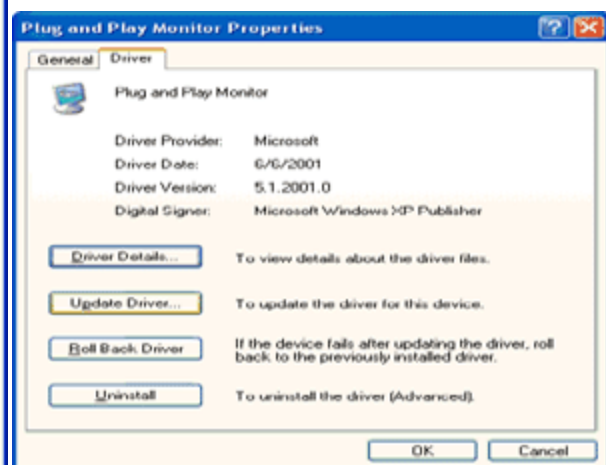 Plug and Play Monitor Properties
General Driver
Plug and Play Monitor
Driver Provider: Microsoft
Driver Date: 6/6/2001
Driver Version: 5.1.2001.0
Digital Signer: Microsoft Windows XP Publisher
Driver Details... To view details about the driver files.
Update Driver... To update the driver for this device.
Roll Back Driver If the device fails after updating the driver, roll
back to the previously installed driver.
Uninstall To uninstall the driver (Advanced).
OK Cancel